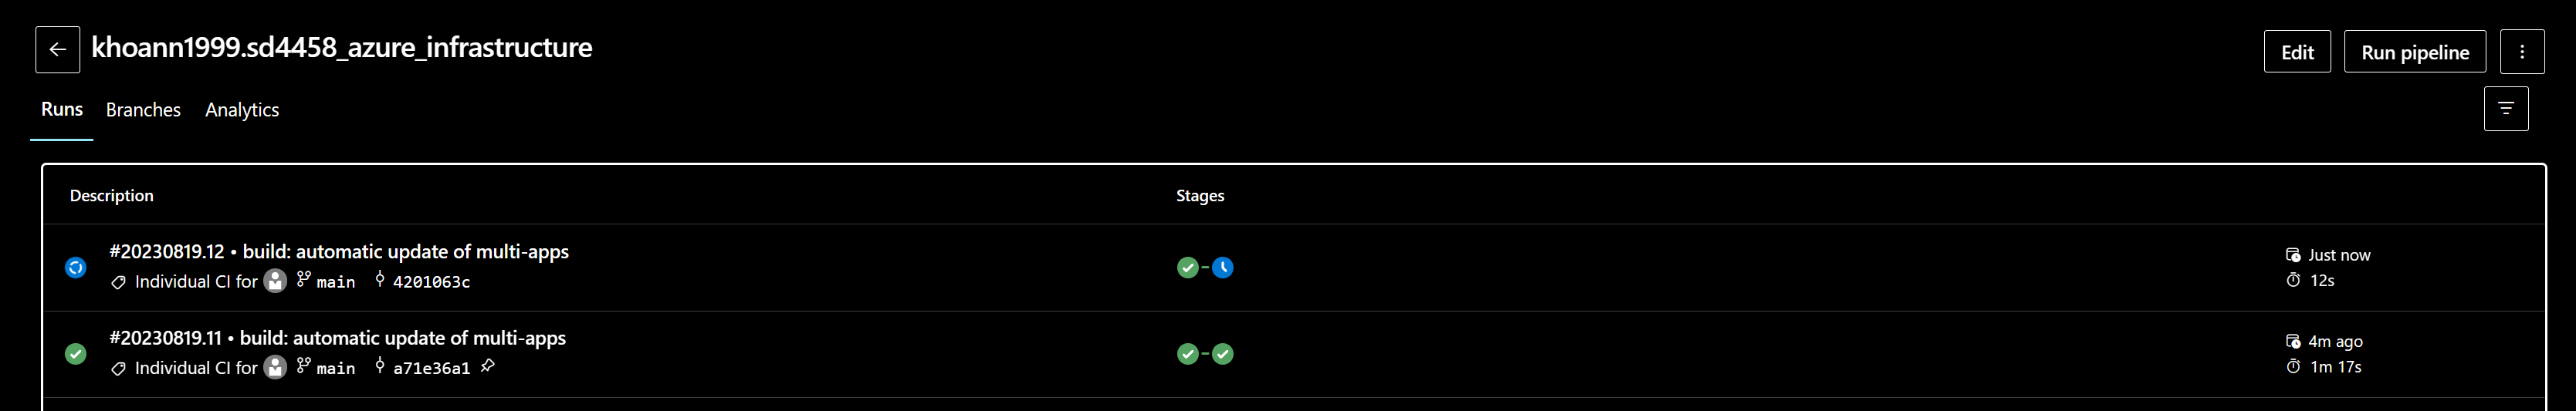 khoann1999.sd4458_azure_infrastructure
Edit
Run pipeline
Runs
Branches
Analytics
Description
Stages
#20230819.12 • build: automatic update of multi-apps
Just now
Individual CI for main 4201063c
12s
#20230819.11 • build: automatic update of multi-apps
4m ago
Individual CI for main a71e36a1
1m 17s